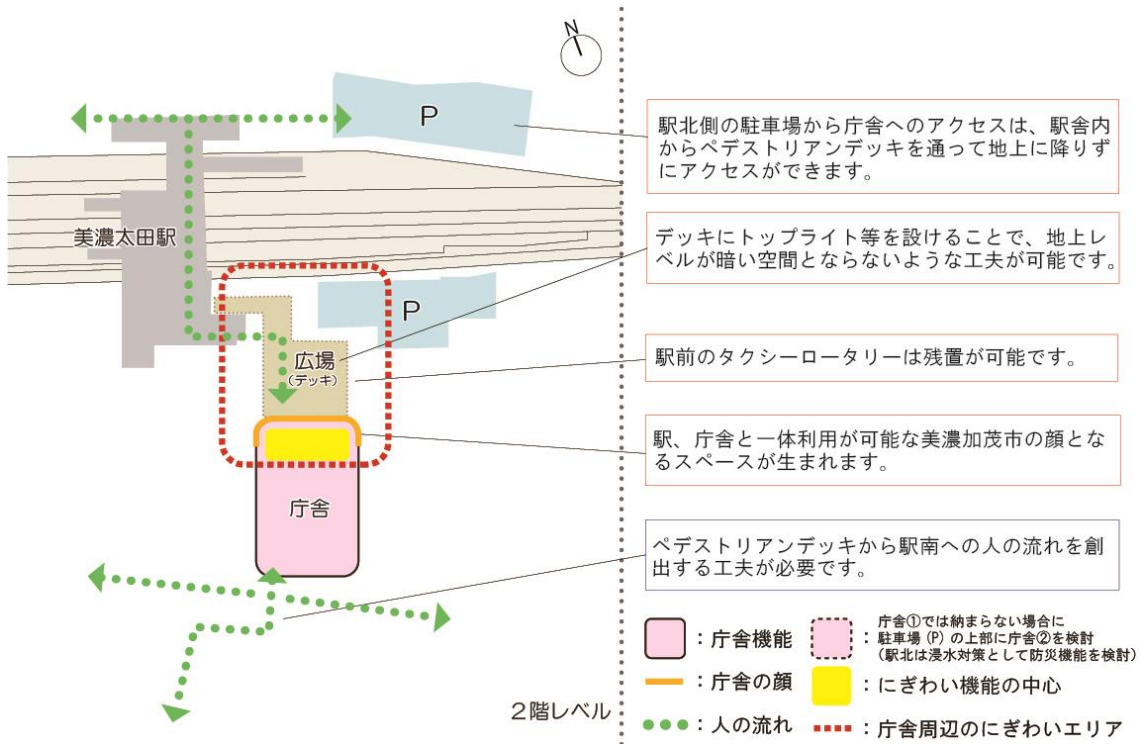 N
P
美濃太田駅
P
広場
(デッキ)
庁舎
2階レベル
駅北側の駐車場から庁舎へのアクセスは、駅舎内
からペデストリアンデッキを通って地上に降りず
にアクセスができます。
デッキにトップライト等を設けることで、地上レ
ベルが暗い空間とならないような工夫が可能です。
駅前のタクシーロータリーは残置が可能です。
駅、庁舎と一体利用が可能な美濃加茂市の顔とな
るスペースが生まれます。
ペデストリアンデッキから駅南への人の流れを創
出する工夫が必要です。
：庁舎機能
：庁舎①では納まらない場合に
駐車場（P）の上部に庁舎②を検討
（駅北は浸水対策として防災機能を検討）
：庁舎の顔
：にぎわい機能の中心
：人の流れ
：庁舎周辺のにぎわいエリア